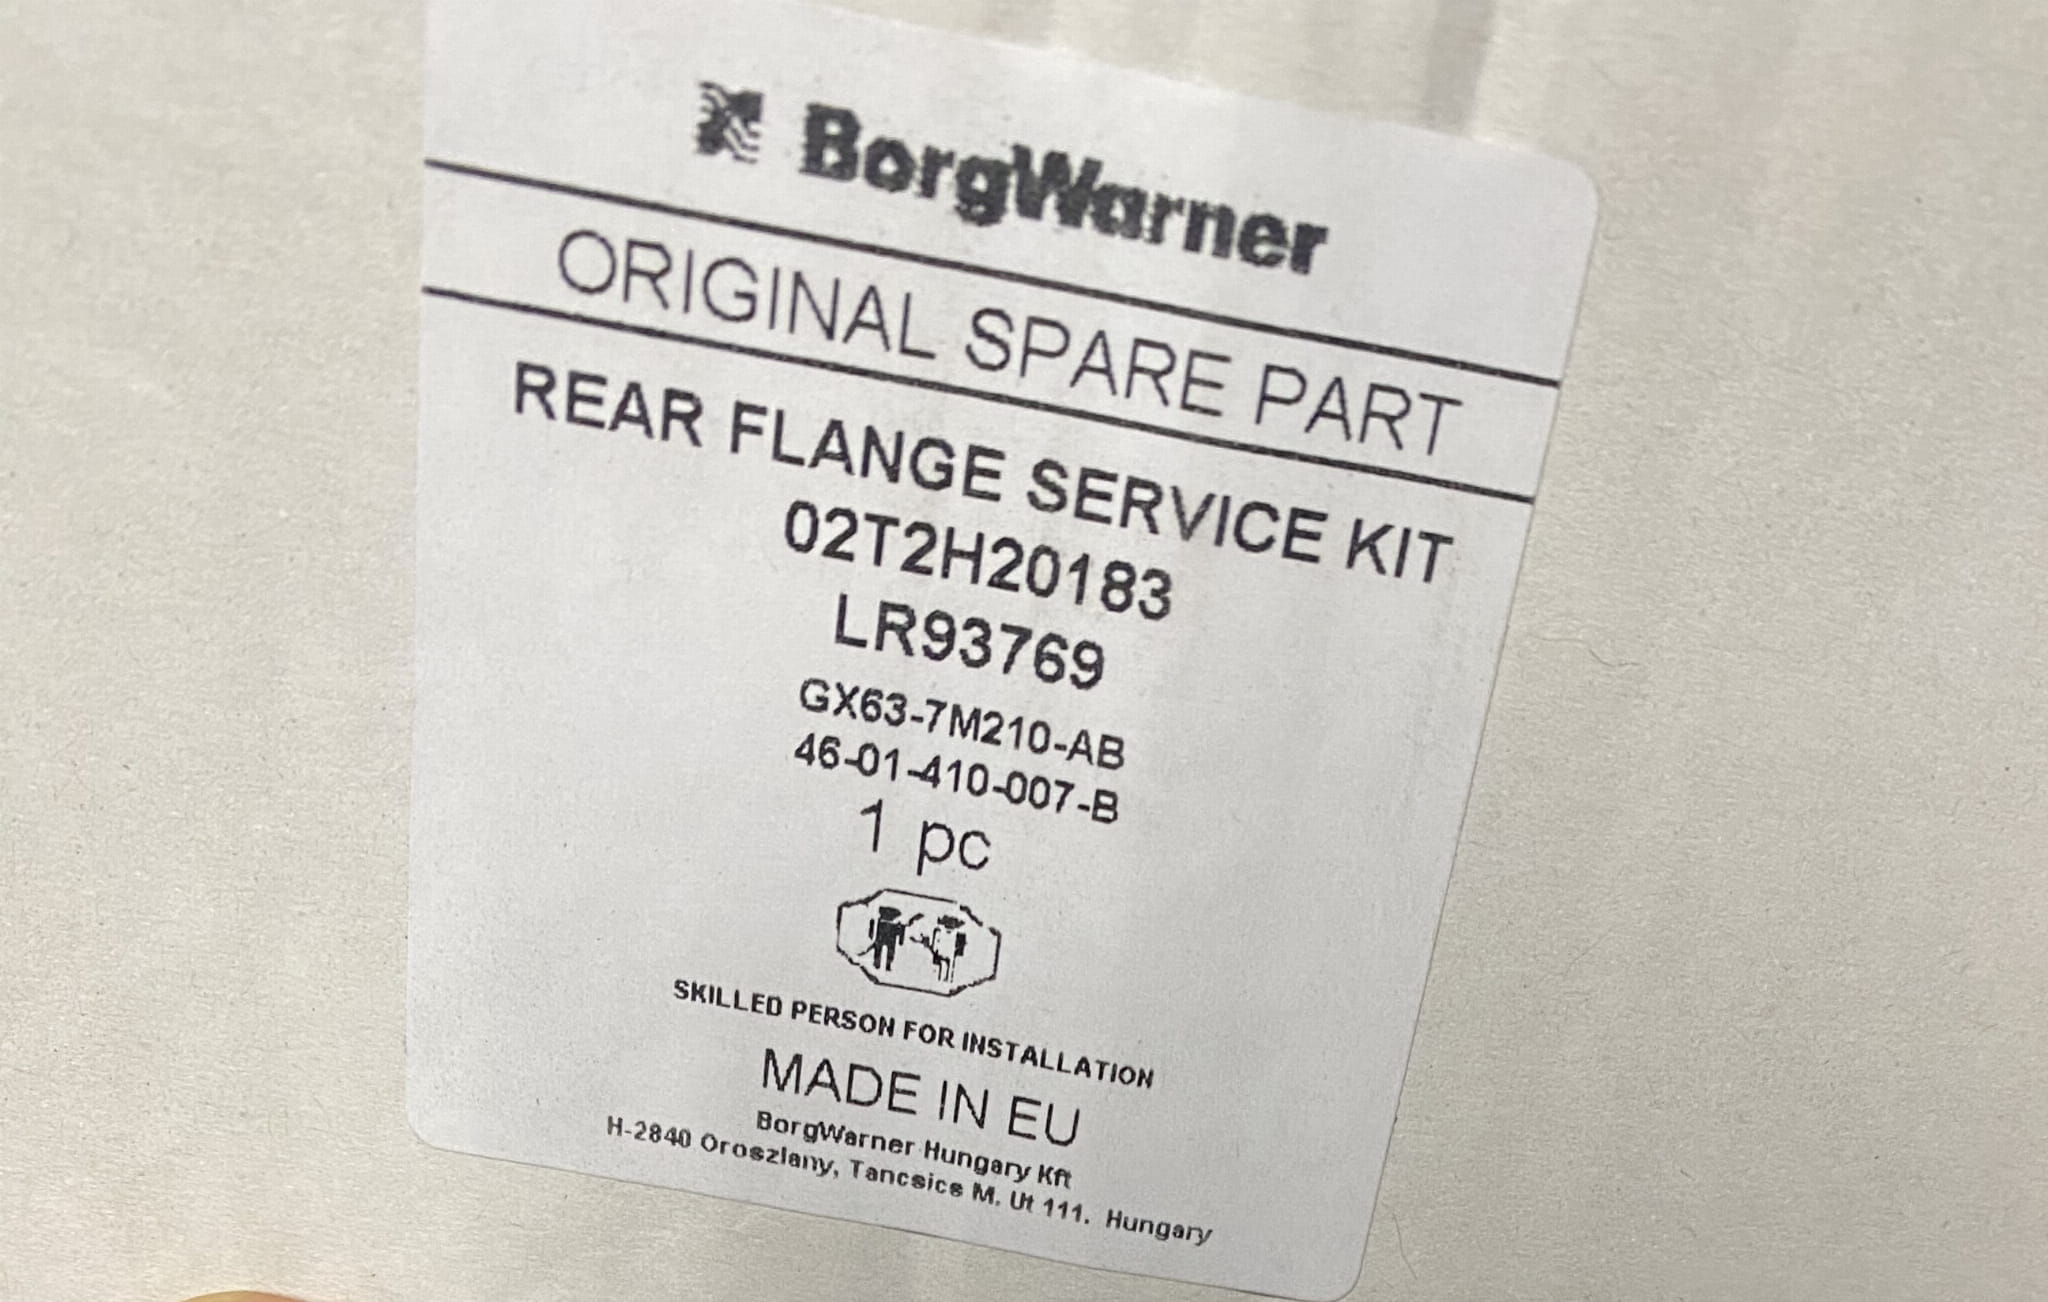 BorgWarner
ORIGINAL SPARE PART
REAR FLANGE SERVICE KIT
02T2H20183
LR93769
GX63-7M210-AB
46-01-410-007-B
1 pc
SKILLED PERSON FOR INSTALLATION
MADE IN EU
BorgWarner Hungary Kft
H-2840 Oroszlany, Tancsics M. Ut 111. Hungary